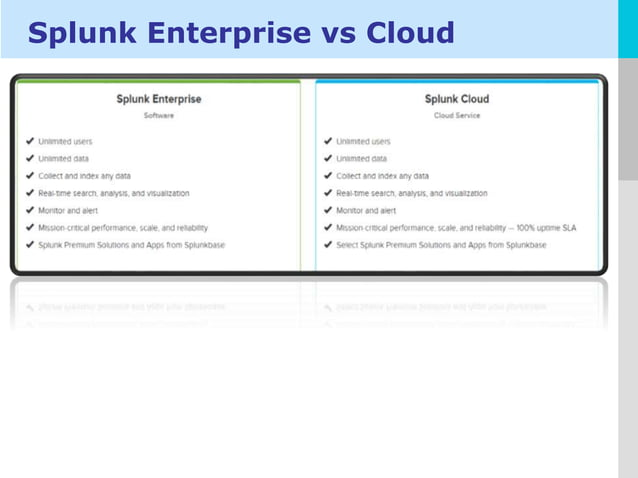 Splunk Enterprise vs Cloud
Splunk Enterprise
Software
Unlimited users
Unlimited data
Collect and index any data
Real-time search, analysis, and visualization
Monitor and alert
Mission-critical performance, scale, and reliability
Splunk Premium Solutions and Apps from Splunkbase
Splunk Cloud
Cloud Service
Unlimited users
Unlimited data
Collect and index any data
Real-time search, analysis, and visualization
Monitor and alert
Mission critical performance, scale, and reliability — 100% uptime SLA
Select Splunk Premium Solutions and Apps from Splunkbase